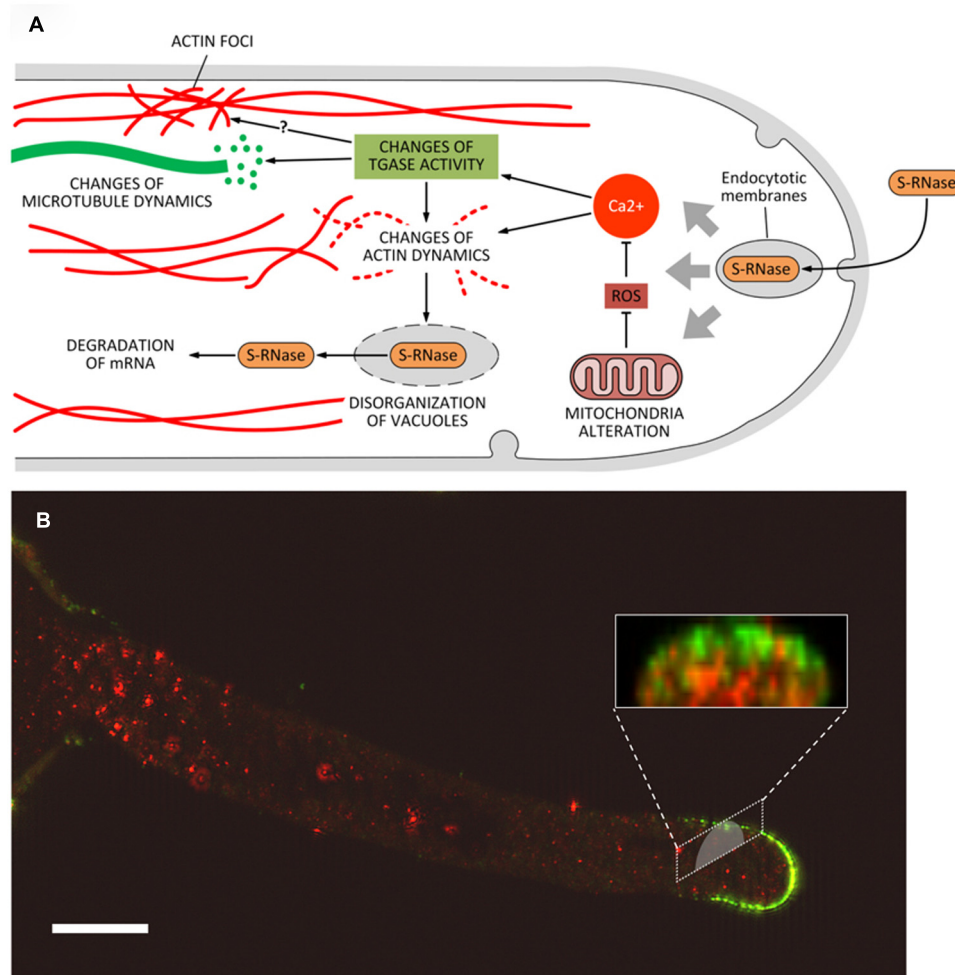 A
ACTIN FOCI
?
CHANGES OF
TGASE ACTIVITY
CHANGES OF
MICROTUBULE DYNAMICS
Ca2+
Endocytotic
membranes
S-RNase
S-RNase
CHANGES OF
ACTIN DYNAMICS
ROS
DEGRADATION
OF mRNA
S-RNase
S-RNase
DISORGANIZATION
OF VACUOLES
MITOCHONDRIA
ALTERATION
B